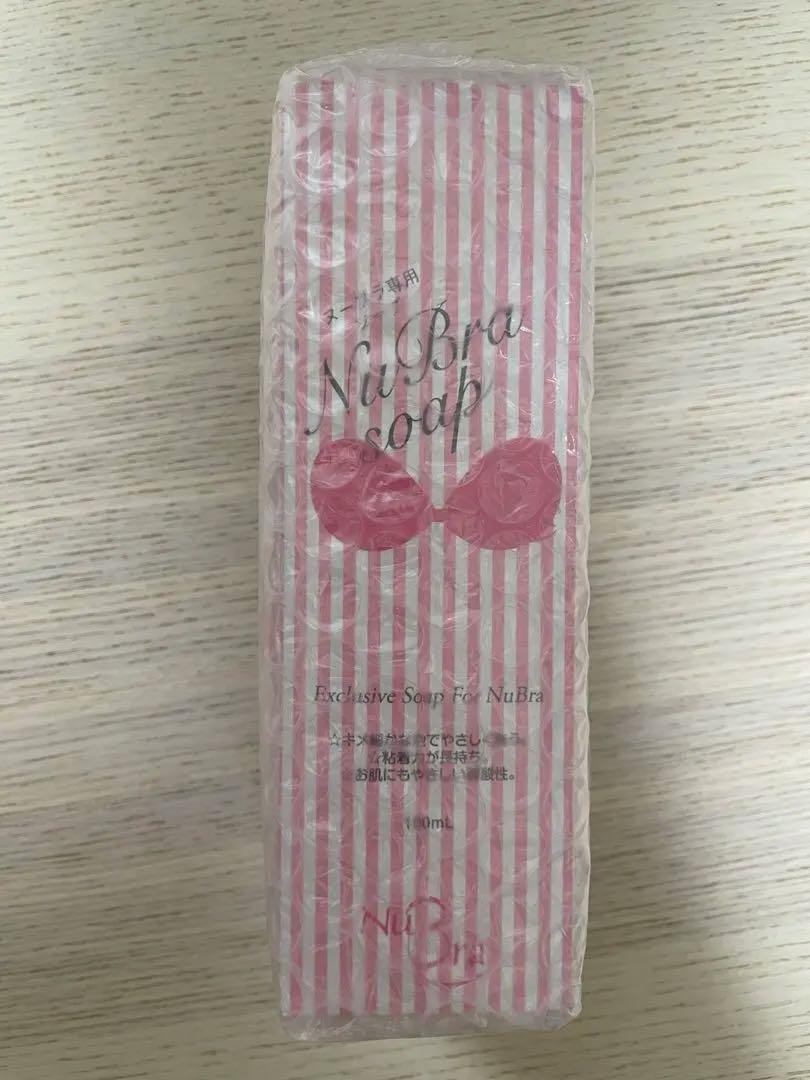 ヌーブラ専用
ソープ
NuBra
soap
Exclusive Soap For NuBra
☆キメ細かな泡でやさしく洗う。
☆粘着力が長持ち。
☆お肌にもやさしい弱酸性。
100mL
NuBra